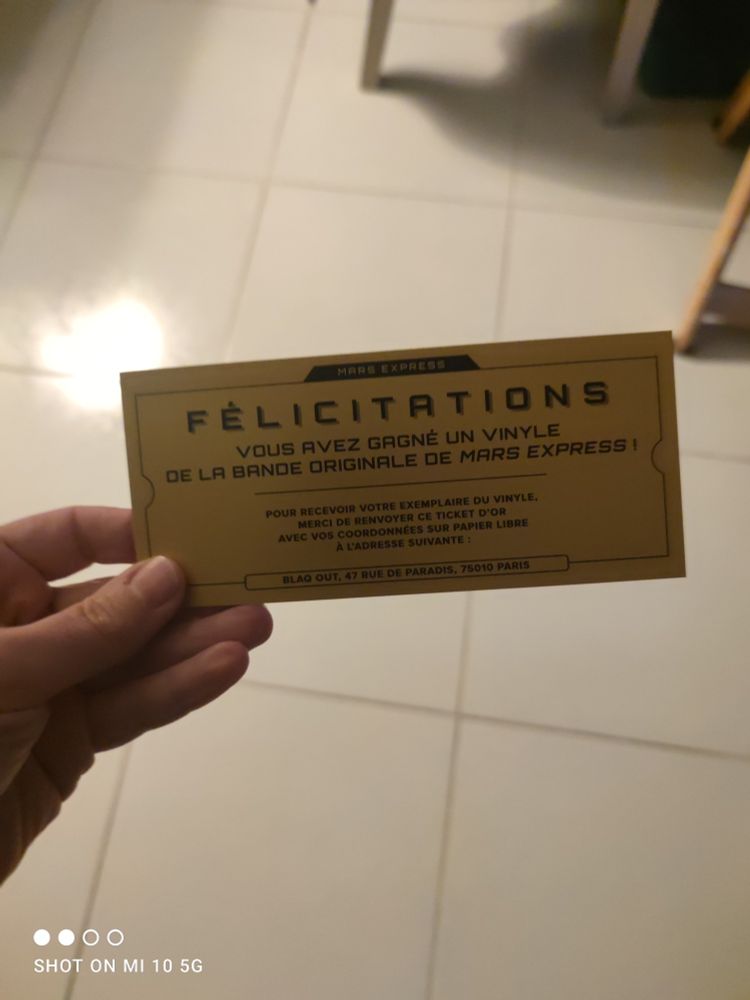 MARS EXPRESS
FÉLICITATIONS
VOUS AVEZ GAGNÉ UN VINYLE
DE LA BANDE ORIGINALE DE MARS EXPRESS !
POUR RECEVOIR VOTRE EXEMPLAIRE DU VINYLE,
MERCI DE RENVOYER CE TICKET D'OR
AVEC VOS COORDONNÉES SUR PAPIER LIBRE
À L'ADRESSE SUIVANTE :
BLAQ OUT, 47 RUE DE PARADIS, 75010 PARIS
SHOT ON MI 10 5G